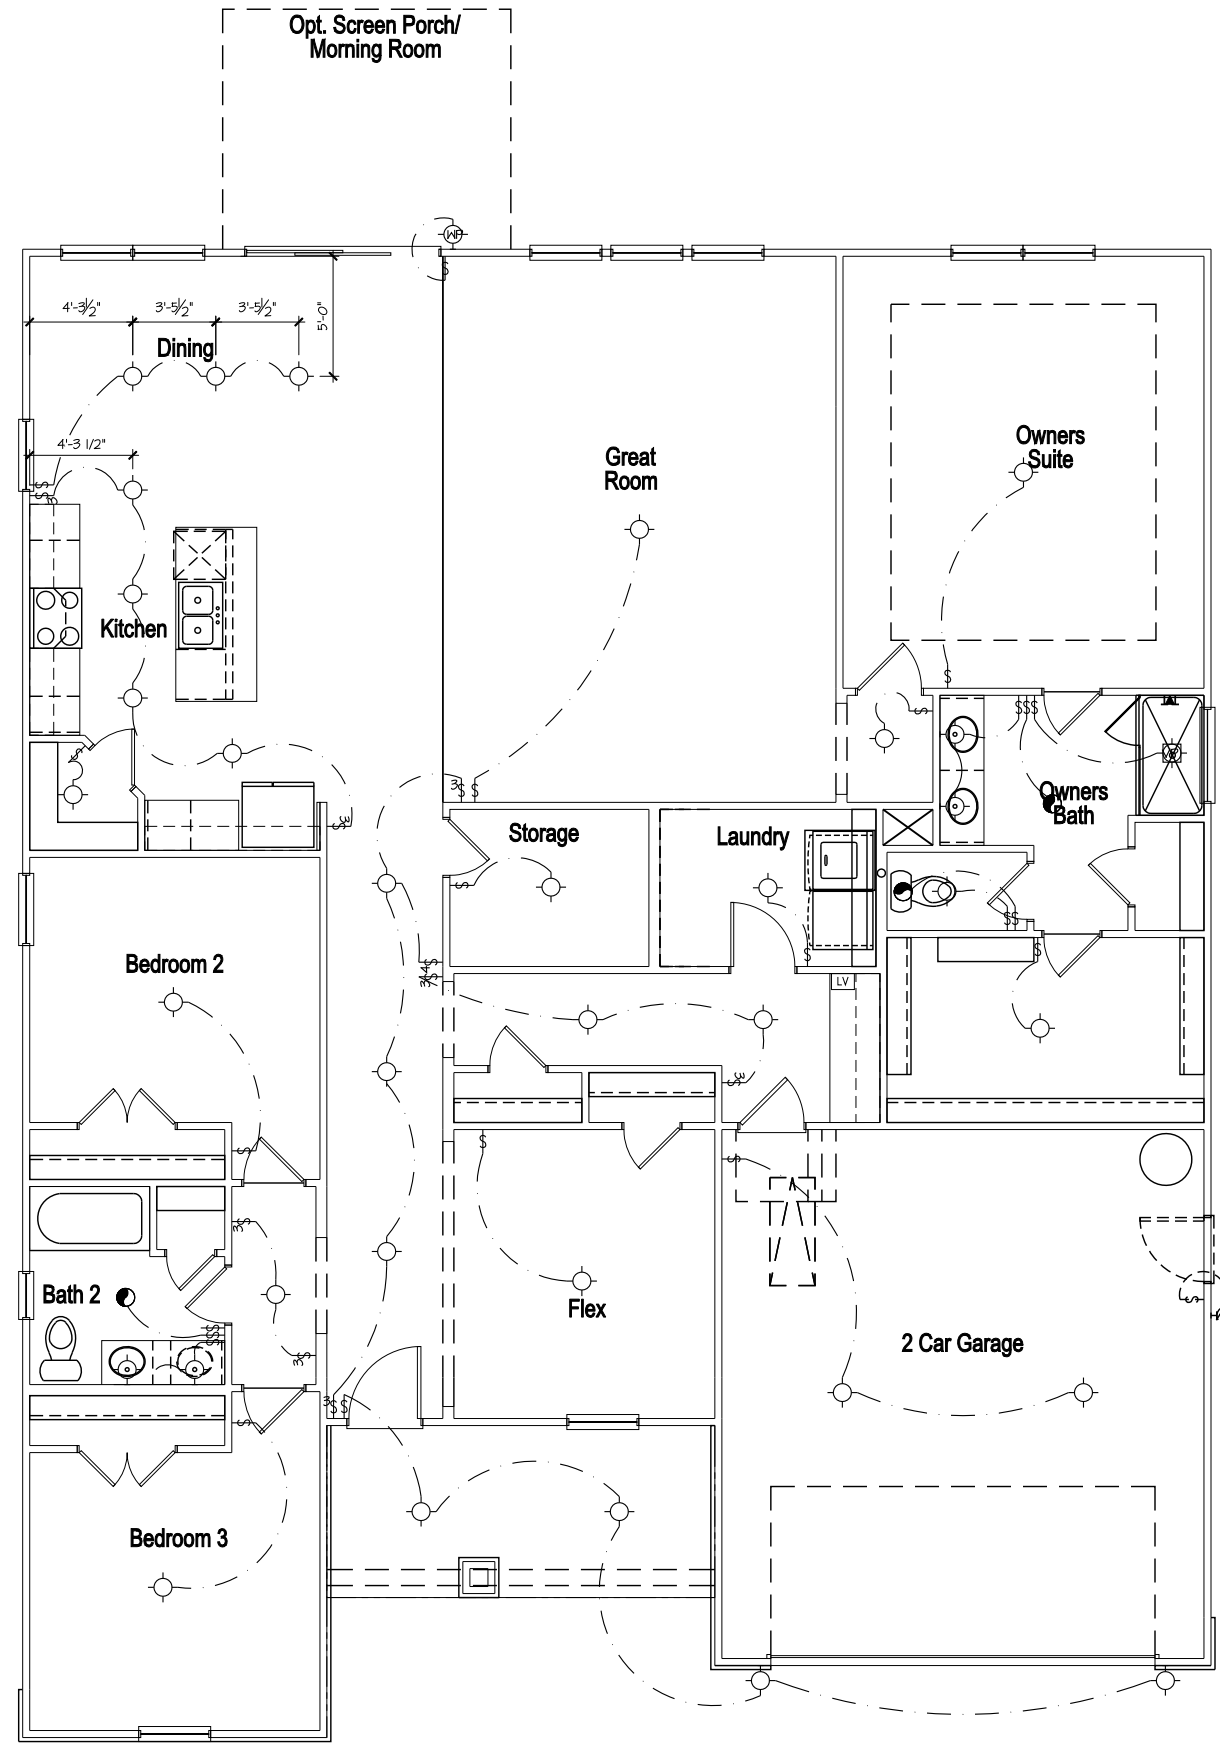 Opt. Screen Porch/
Morning Room
WP
S
4'-3½"
3'-5½"
3'-5½"
5'-0"
Dining
4'-3 1/2"
Great
Room
Owners
Suite
Kitchen
Owners
Bath
Storage
Laundry
Bedroom 2
LV
Bath 2
Flex
2 Car Garage
Bedroom 3